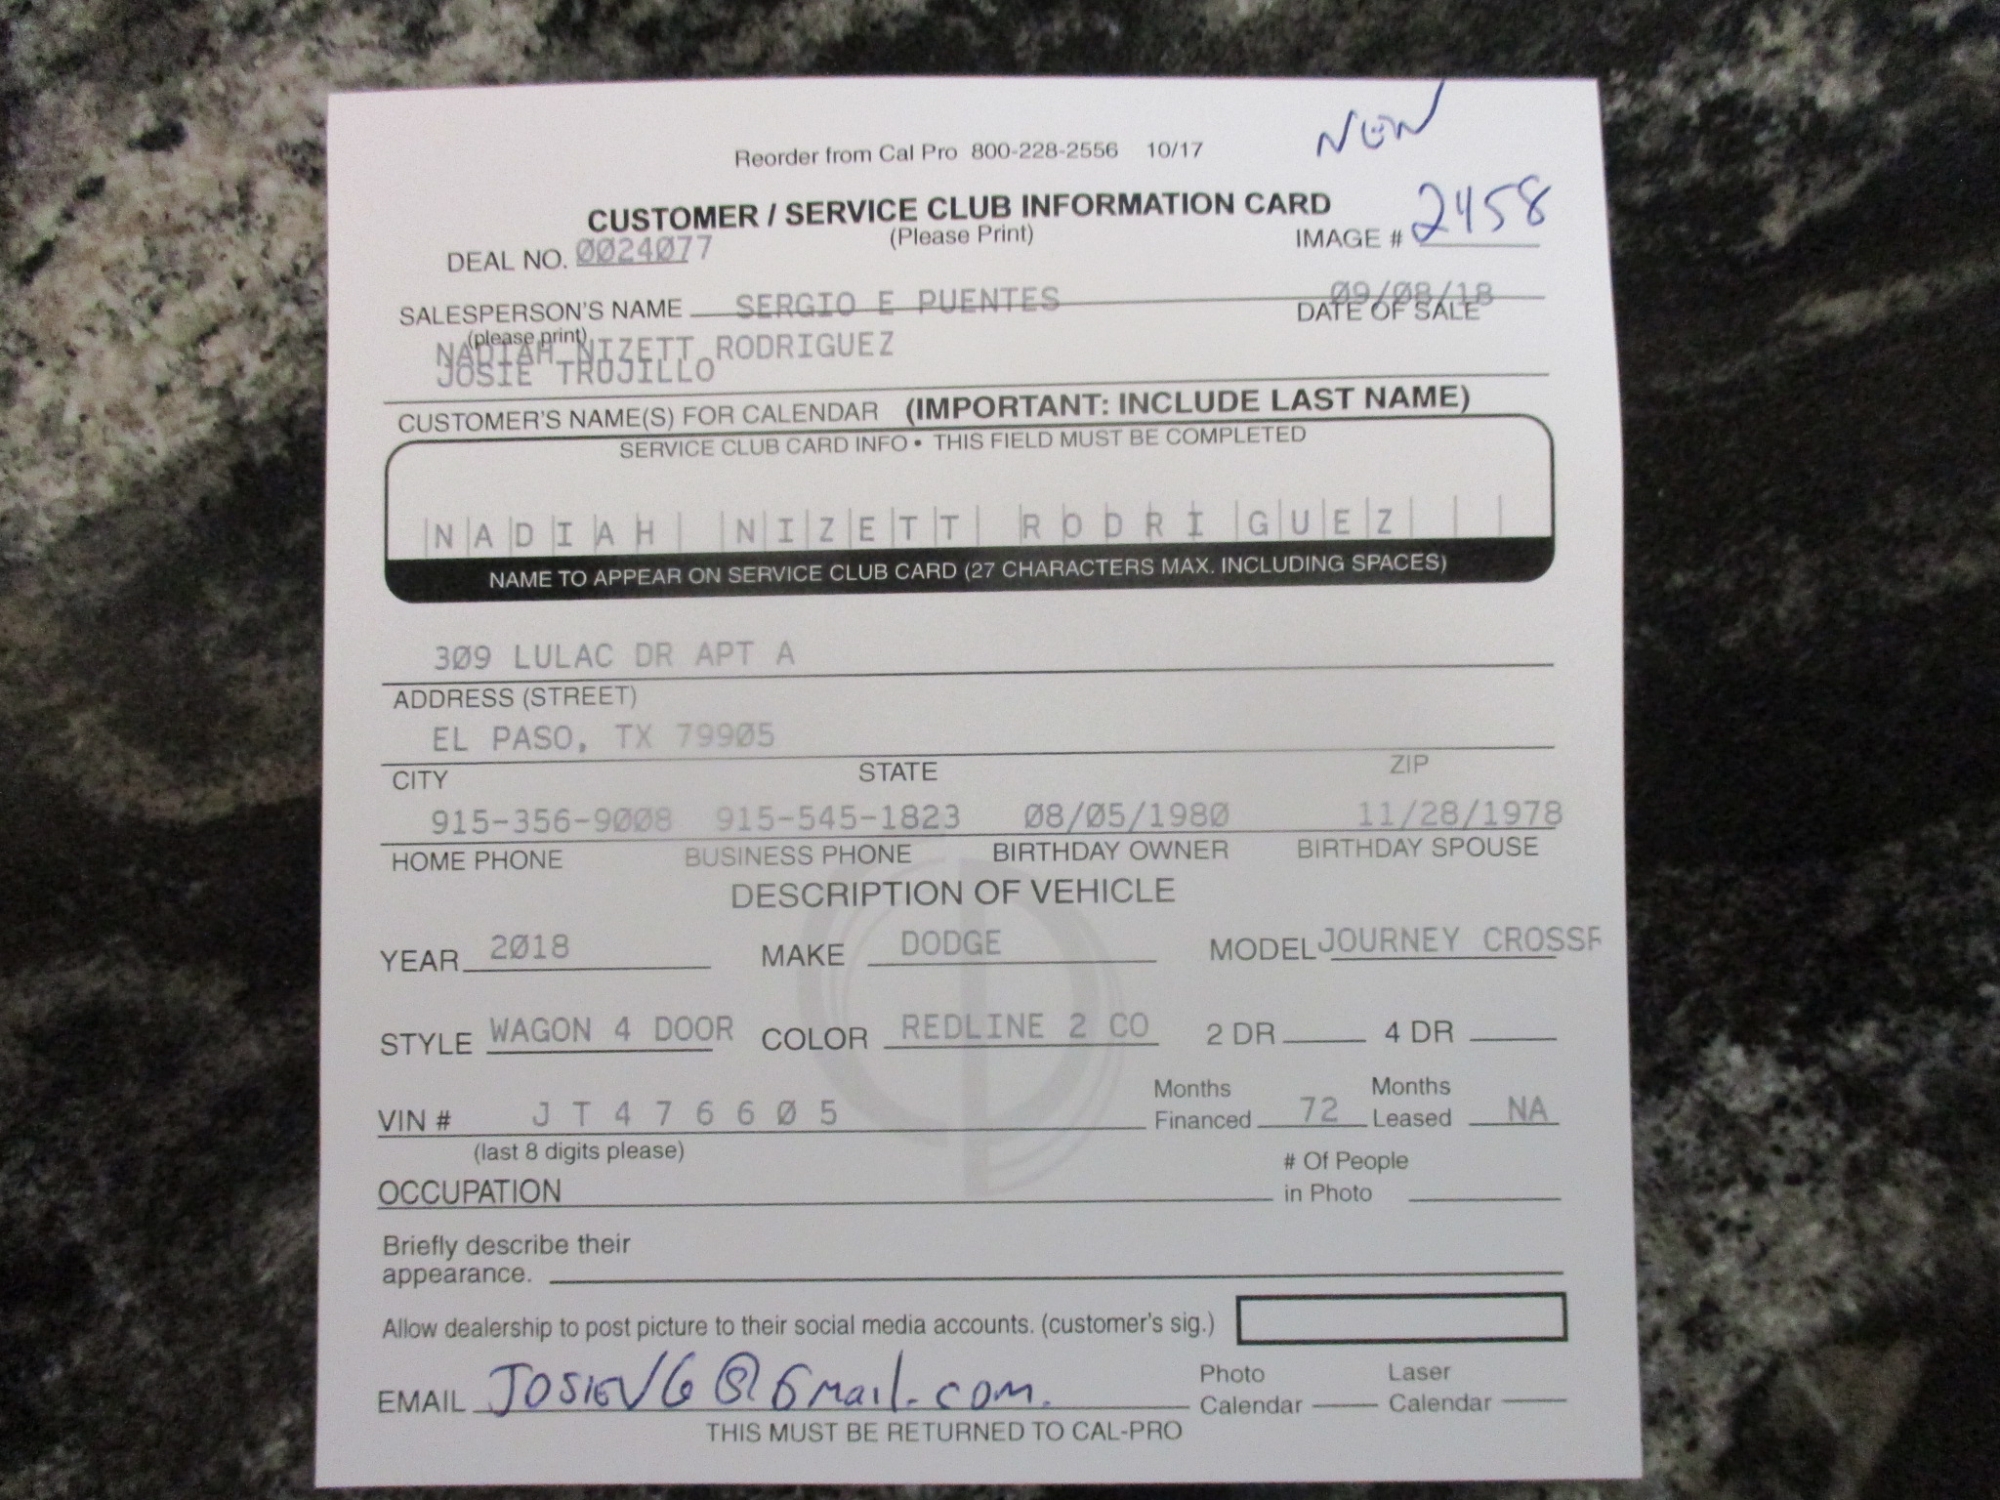 NEW
Reorder from Cal Pro 800-228-2556 10/17
CUSTOMER / SERVICE CLUB INFORMATION CARD
(Please Print)
IMAGE # 2458
DEAL NO. 0024077
SALESPERSON'S NAME SERGIO E PUENTES 09/08/18
(please print) DATE OF SALE
NADIAH NIZETT RODRIGUEZ
JOSIE TRUJILLO
CUSTOMER'S NAME(S) FOR CALENDAR (IMPORTANT: INCLUDE LAST NAME)
SERVICE CLUB CARD INFO • THIS FIELD MUST BE COMPLETED
NADIAH NIZETT RODRIGUEZ
NAME TO APPEAR ON SERVICE CLUB CARD (27 CHARACTERS MAX. INCLUDING SPACES)
309 LULAC DR APT A
ADDRESS (STREET)
EL PASO, TX 79905
CITY STATE ZIP
915-356-9008 915-545-1823 08/05/1980 11/28/1978
HOME PHONE BUSINESS PHONE BIRTHDAY OWNER BIRTHDAY SPOUSE
DESCRIPTION OF VEHICLE
YEAR 2018 MAKE DODGE MODEL JOURNEY CROSSR
STYLE WAGON 4 DOOR COLOR REDLINE 2 CO 2 DR 4 DR
VIN # JT476605 Months Financed 72 Months Leased NA
(last 8 digits please)
OCCUPATION # Of People in Photo
Briefly describe their
appearance.
Allow dealership to post picture to their social media accounts. (customer's sig.)
EMAIL JOSIEV6@Gmail.com. Photo Calendar Laser Calendar
THIS MUST BE RETURNED TO CAL-PRO